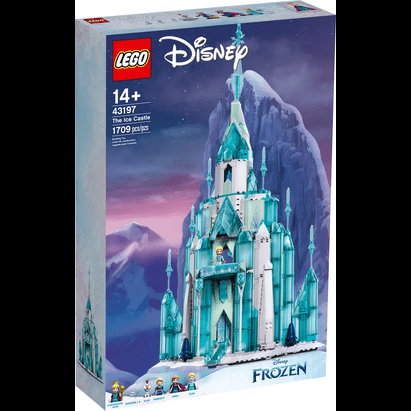 LEGO
Disney
14+
43197
The Ice Castle
1709 pcs/pzs
Disney
FROZEN